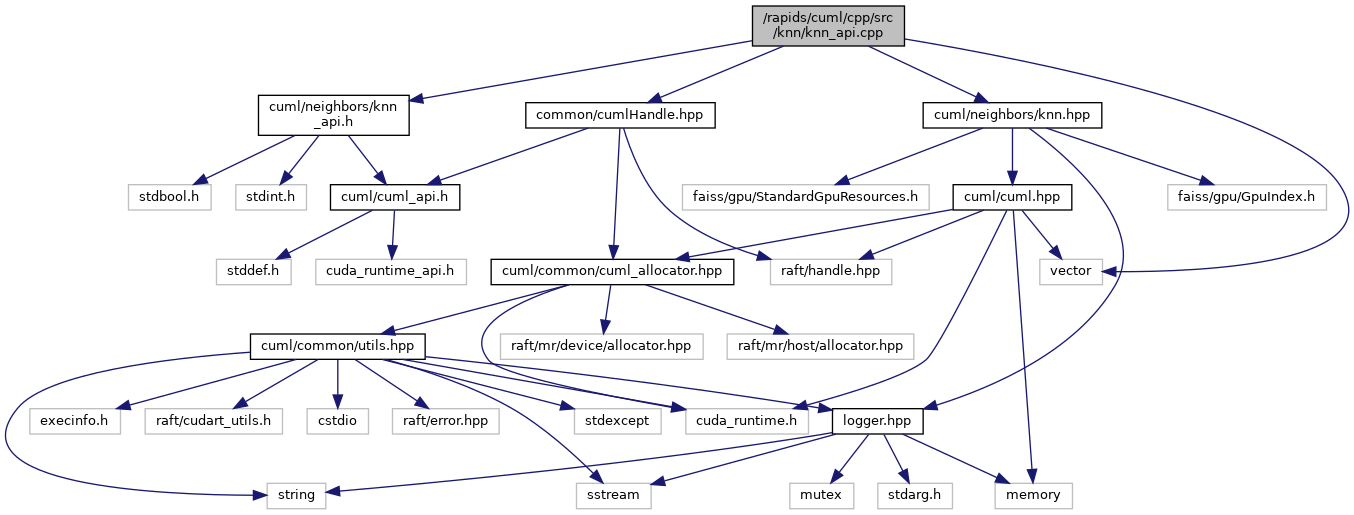 /rapids/cuml/cpp/src
/knn/knn_api.cpp
cuml/neighbors/knn
_api.h
common/cumlHandle.hpp
cuml/neighbors/knn.hpp
stdbool.h
stdint.h
cuml/cuml_api.h
faiss/gpu/StandardGpuResources.h
cuml/cuml.hpp
faiss/gpu/GpuIndex.h
stddef.h
cuda_runtime_api.h
cuml/common/cuml_allocator.hpp
raft/handle.hpp
vector
cuml/common/utils.hpp
raft/mr/device/allocator.hpp
raft/mr/host/allocator.hpp
execinfo.h
raft/cudart_utils.h
cstdio
raft/error.hpp
stdexcept
cuda_runtime.h
logger.hpp
string
sstream
mutex
stdarg.h
memory